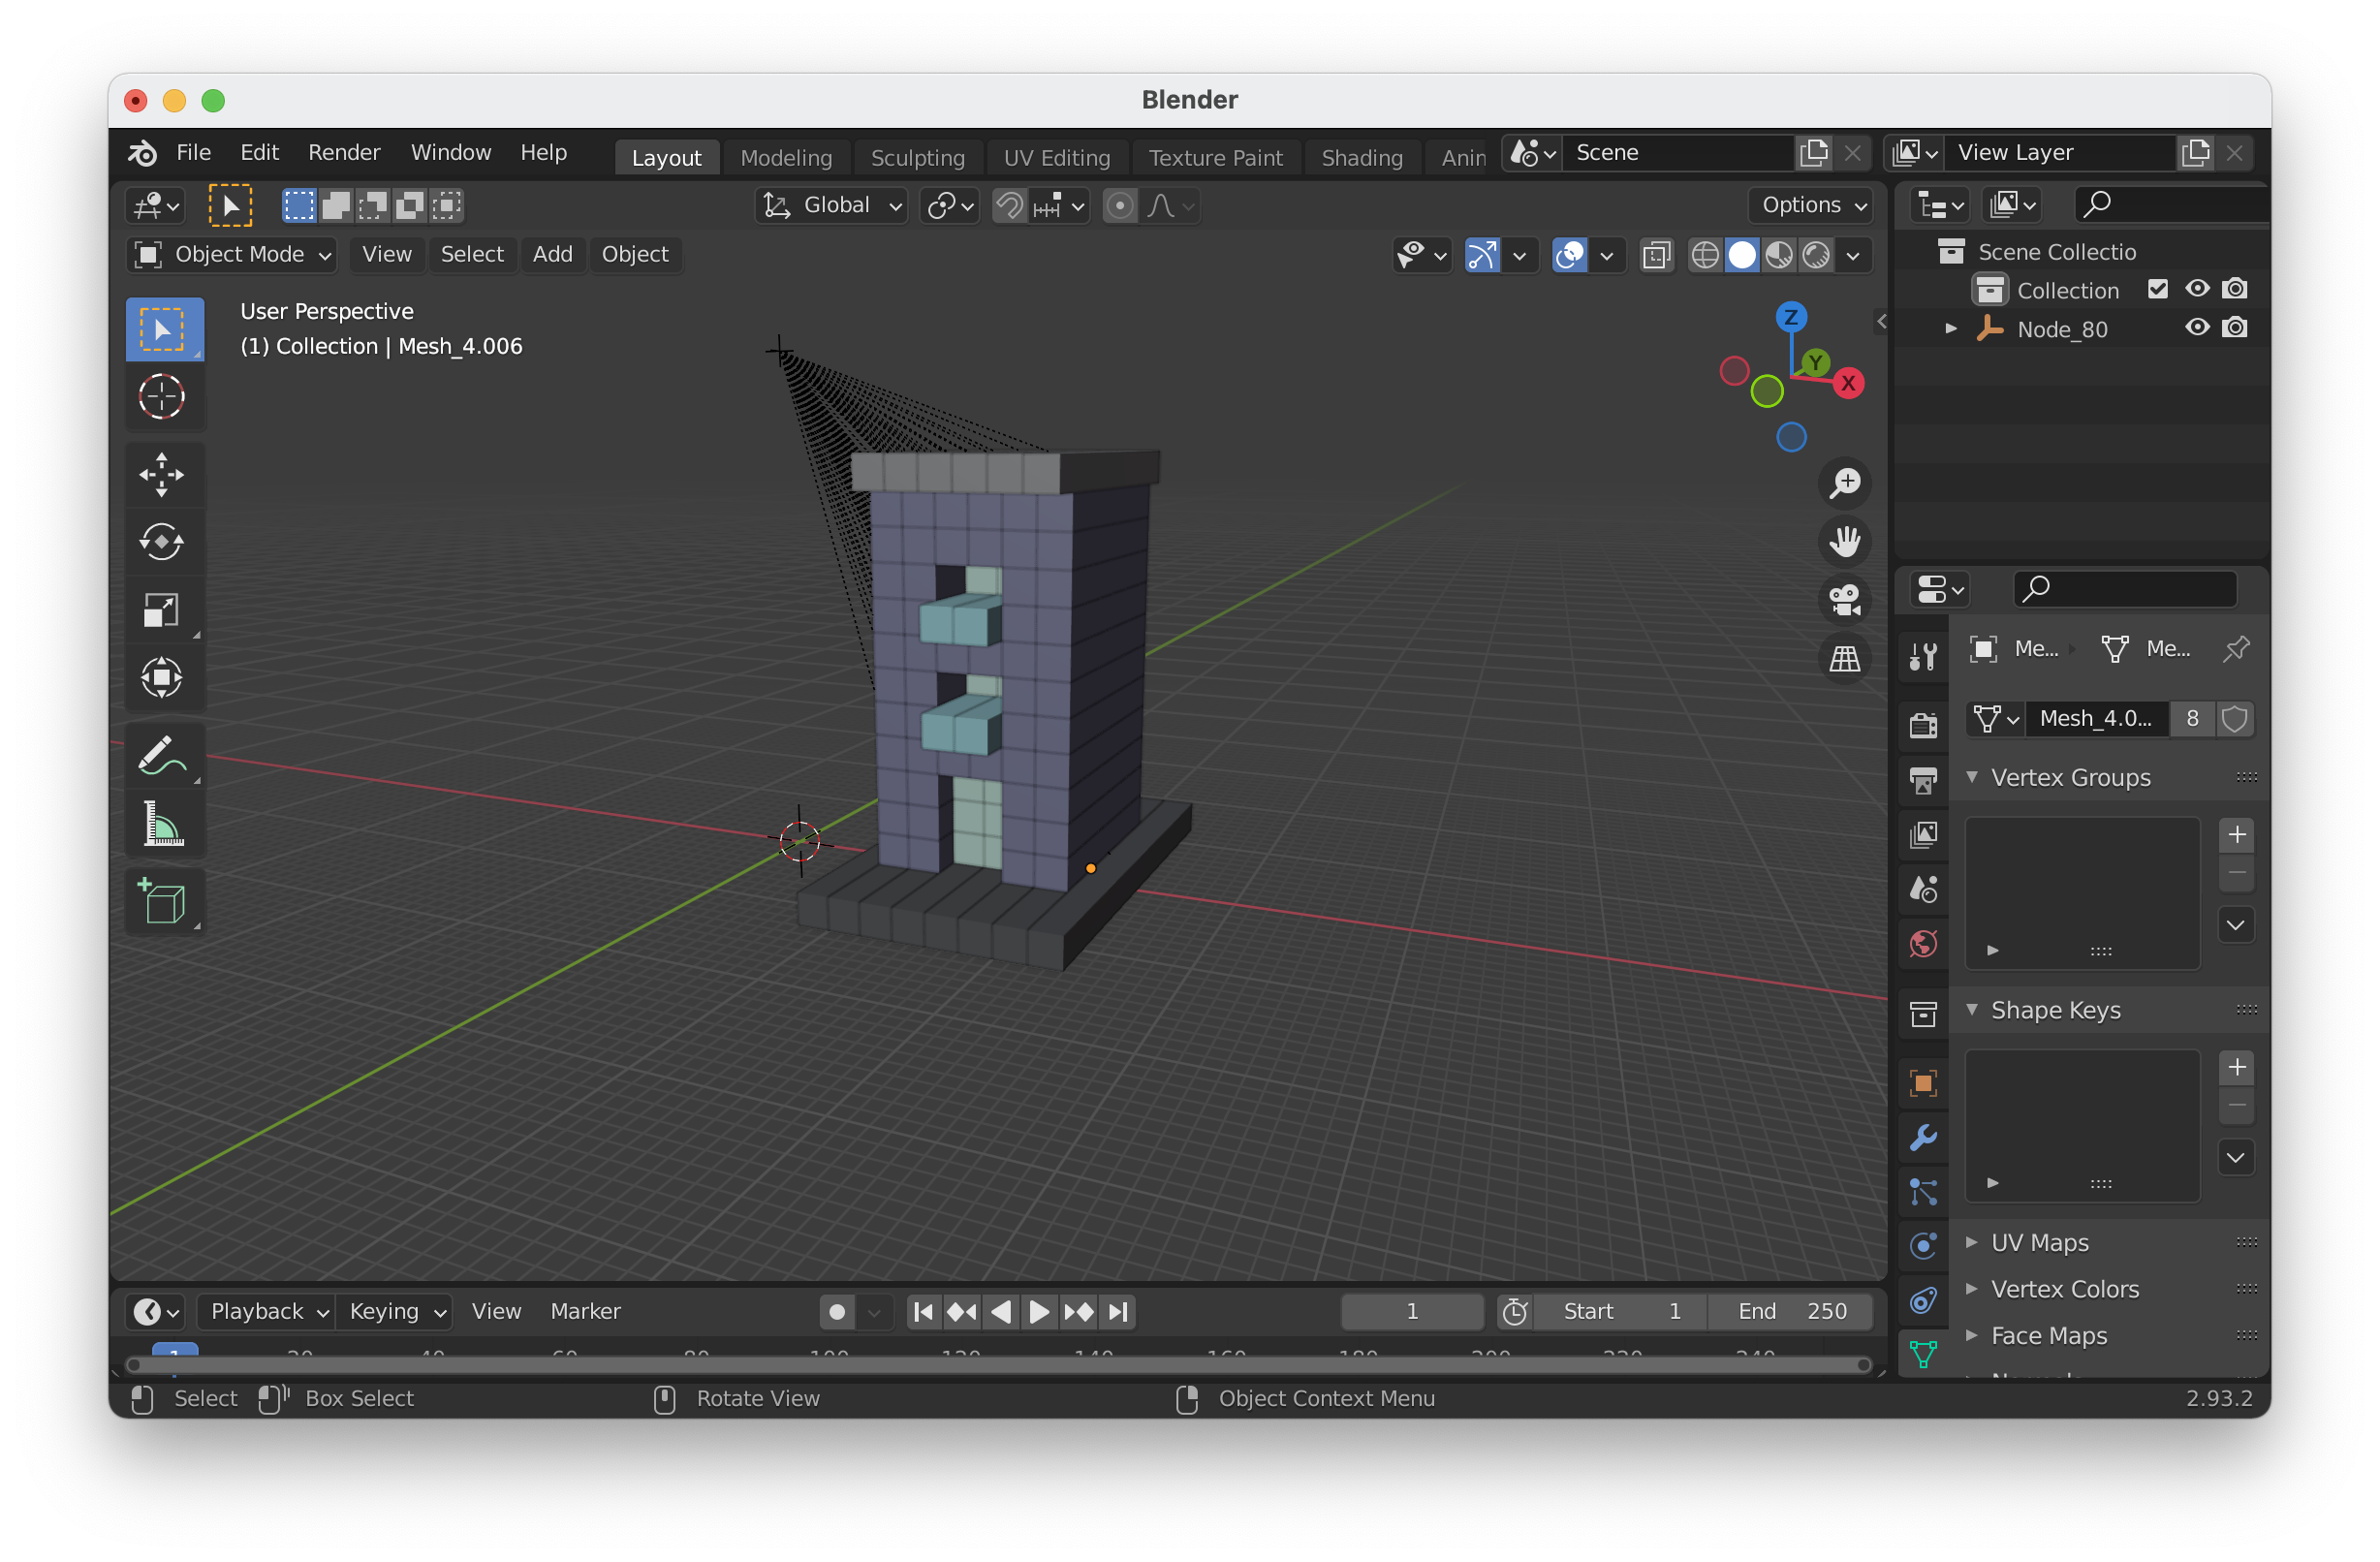 Blender
File Edit Render Window Help Layout Modeling Sculpting UV Editing Texture Paint Shading Anin Scene View Layer
Global Options
Object Mode View Select Add Object
User Perspective
(1) Collection | Mesh_4.006
Z
Y
X
Scene Collectio
Collection
Node_80
Me... Me...
Mesh_4.0... 8
Vertex Groups
Shape Keys
UV Maps
Vertex Colors
Face Maps
Playback Keying View Marker 1 Start 1 End 250
1 20 40 60 80 100 120 140 160 180 200 220 240
Select Box Select Rotate View Object Context Menu 2.93.2